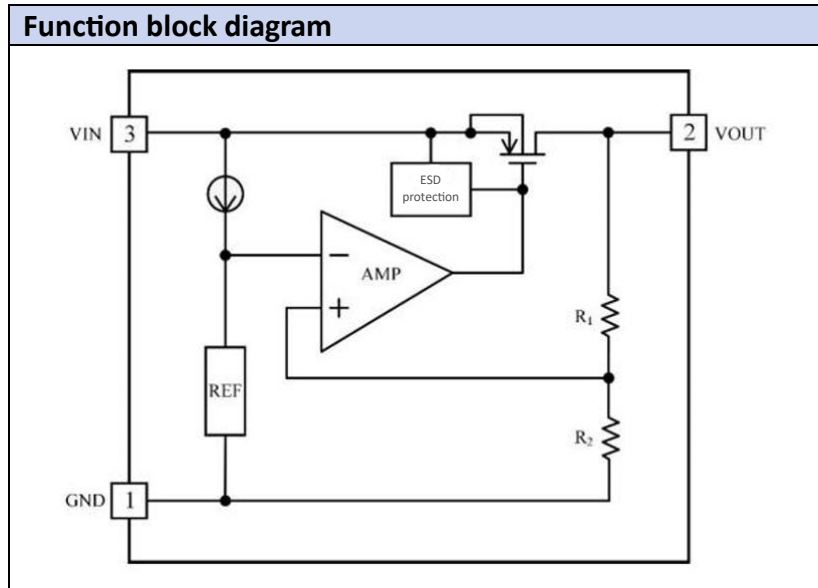 Function block diagram
VIN 3
2 VOUT
ESD
protection
−
AMP
+
R₁
REF
R₂
GND 1